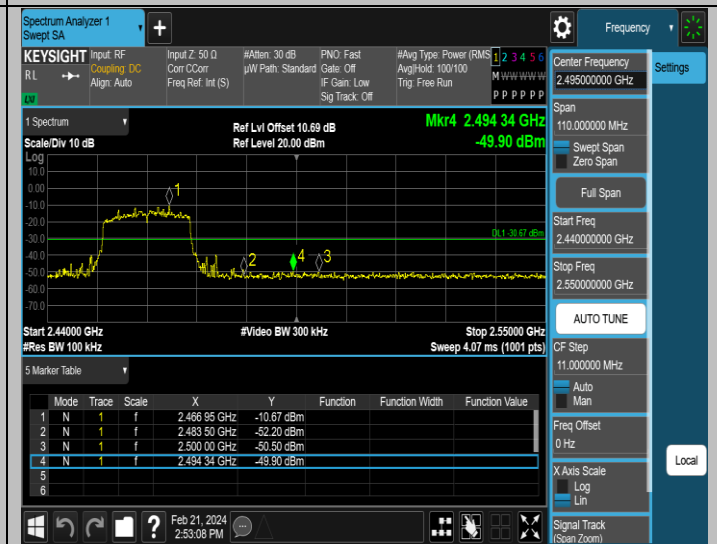 Spectrum Analyzer 1
Swept SA
Frequency
KEYSIGHT
RL
LXI
Input: RF
Coupling: DC
Align: Auto
Input Z: 50 Ω
Corr CCorr
Freq Ref: Int (S)
#Atten: 30 dB
µW Path: Standard
PNO: Fast
Gate: Off
IF Gain: Low
Sig Track: Off
#Avg Type: Power (RMS
Avg|Hold: 100/100
Trig: Free Run
1 2 3 4 5 6
M W W W W W
P P P P P P
1 Spectrum
Scale/Div 10 dB
Ref Lvl Offset 10.69 dB
Ref Level 20.00 dBm
Mkr4 2.494 34 GHz
-49.90 dBm
Log
10.0
0.00
-10.0
-20.0
-30.0
-40.0
-50.0
-60.0
-70.0
1
2
4
3
DL1 -30.67 dBm
Start 2.44000 GHz
#Res BW 100 kHz
#Video BW 300 kHz
Stop 2.55000 GHz
Sweep 4.07 ms (1001 pts)
5 Marker Table
Mode Trace Scale X Y Function Function Width Function Value
1 N 1 f 2.466 95 GHz -10.67 dBm
2 N 1 f 2.483 50 GHz -52.20 dBm
3 N 1 f 2.500 00 GHz -50.50 dBm
4 N 1 f 2.494 34 GHz -49.90 dBm
5
6
Feb 21, 2024
2:53:08 PM
Center Frequency
2.495000000 GHz
Span
110.000000 MHz
Swept Span
Zero Span
Full Span
Start Freq
2.440000000 GHz
Stop Freq
2.550000000 GHz
AUTO TUNE
CF Step
11.000000 MHz
Auto
Man
Freq Offset
0 Hz
X Axis Scale
Log
Lin
Signal Track
(Span Zoom)
Settings
Local